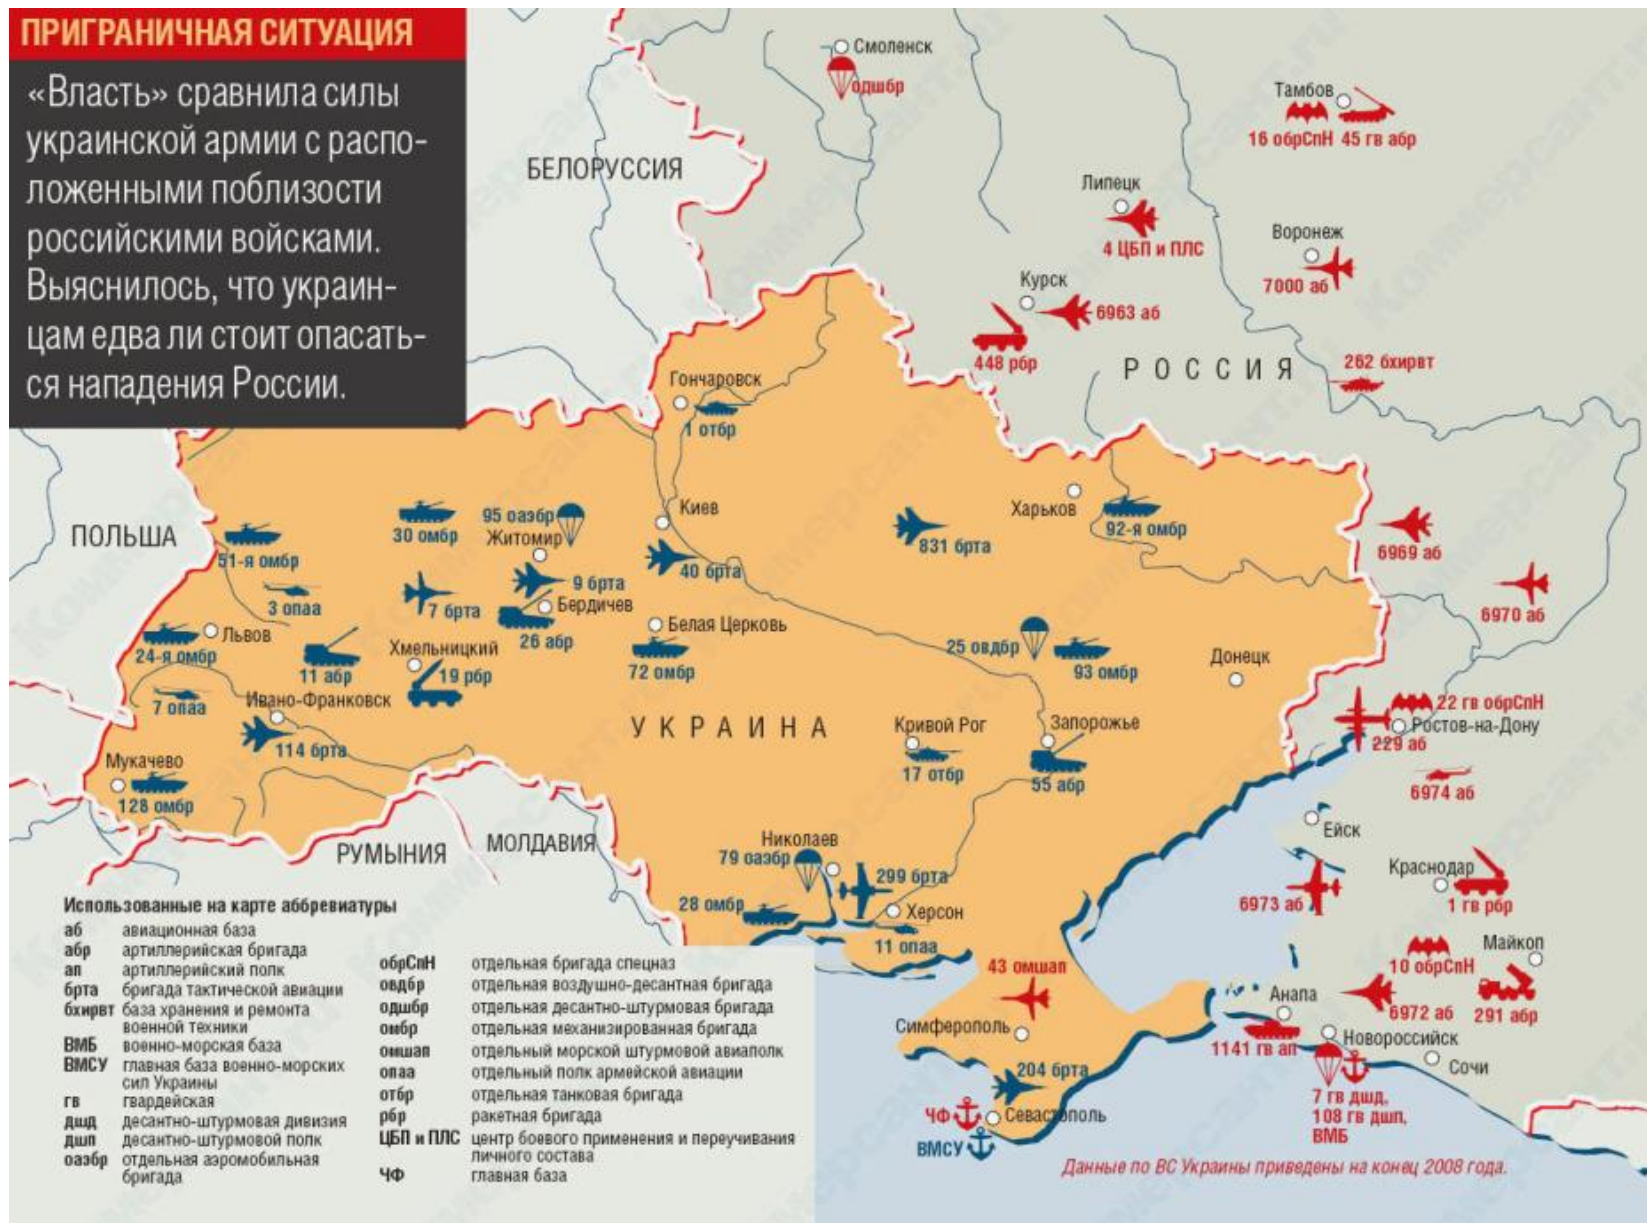 ПРИГРАНИЧНАЯ СИТУАЦИЯ
«Власть» сравнила силы
украинской армии с распо-
ложенными поблизости
российскими войсками.
Выяснилось, что украин-
цам едва ли стоит опасать-
ся нападения России.
Смоленск
одшбр
Тамбов
16 обрСпН 45 гв абр
БЕЛОРУССИЯ
Липецк
4 ЦБП и ПЛС
Воронеж
7000 аб
Курск
6963 аб
448 рбр
РОССИЯ
262 бхирвт
Гончаровск
1 отбр
ПОЛЬША
51-я омбр
30 омбр
95 оаэбр
Житомир
Киев
831 брта
Харьков
92-я омбр
6969 аб
40 брта
3 опаа
7 брта
9 брта
Бердичев
26 абр
6970 аб
Львов
24-я омбр
11 абр
Хмельницкий
19 рбр
Белая Церковь
72 омбр
25 овдбр
93 омбр
Донецк
7 опаа
Ивано-Франковск
114 брта
УКРАИНА
Кривой Рог
17 отбр
Запорожье
55 абр
22 гв обрСпН
Ростов-на-Дону
229 аб
6974 аб
Мукачево
128 омбр
РУМЫНИЯ
МОЛДАВИЯ
Николаев
79 оаэбр
299 брта
28 омбр
Херсон
11 опаа
Ейск
6973 аб
Краснодар
1 гв рбр
Майкоп
10 обрСпН
6972 аб
291 абр
43 омшап
Симферополь
204 брта
ЧФ
Севастополь
ВМСУ
Анапа
1141 гв ап
Новороссийск
Сочи
7 гв дшд,
108 гв дшп,
ВМБ
Использованные на карте аббревиатуры
аб авиационная база
абр артиллерийская бригада
ап артиллерийский полк
брта бригада тактической авиации
бхирвт база хранения и ремонта
военной техники
ВМБ военно-морская база
ВМСУ главная база военно-морских
сил Украины
гв гвардейская
дшд десантно-штурмовая дивизия
дшп десантно-штурмовой полк
оаэбр отдельная аэромобильная
бригада
обрСпН отдельная бригада спецназ
овдбр отдельная воздушно-десантная бригада
одшбр отдельная десантно-штурмовая бригада
омбр отдельная механизированная бригада
омшап отдельный морской штурмовой авиаполк
опаа отдельный полк армейской авиации
отбр отдельная танковая бригада
рбр ракетная бригада
ЦБП и ПЛС центр боевого применения и переучивания
личного состава
ЧФ главная база
Данные по ВС Украины приведены на конец 2008 года.